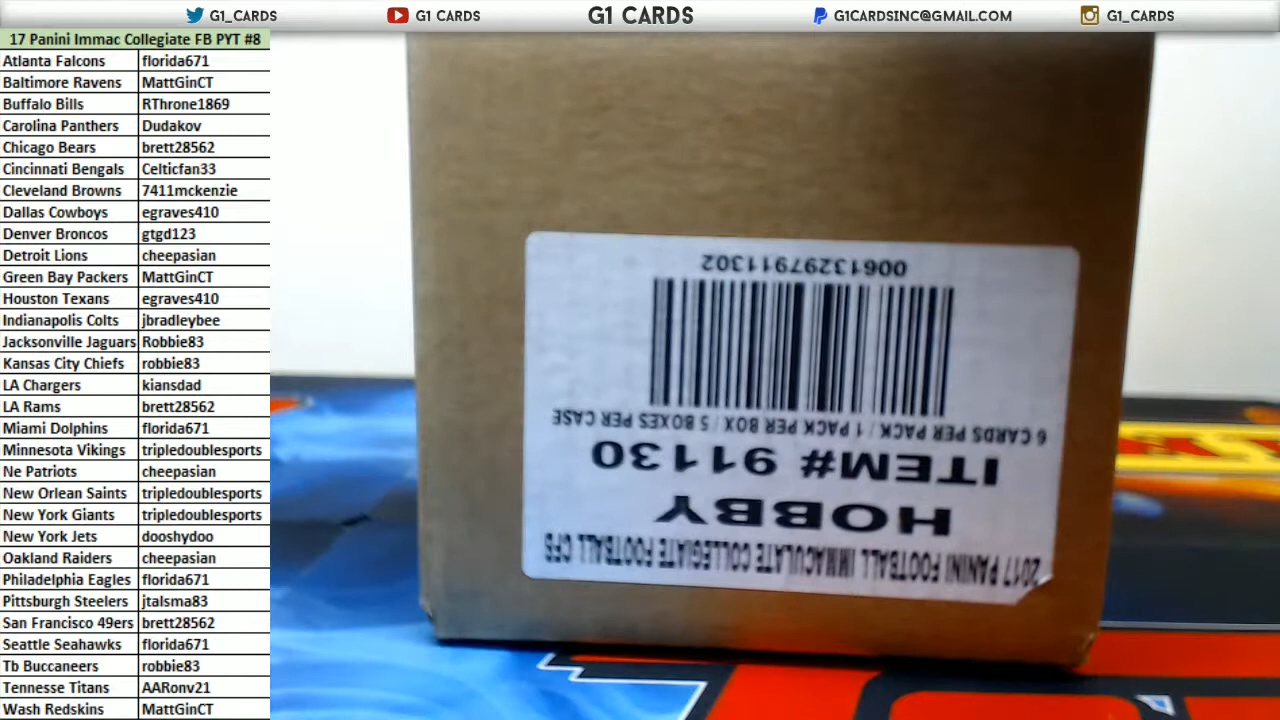 G1_CARDS
G1 CARDS
G1 CARDS
G1CARDSINC@GMAIL.COM
G1_CARDS
17 Panini Immac Collegiate FB PYT #8
Atlanta Falcons florida671
Baltimore Ravens MattGinCT
Buffalo Bills RThrone1869
Carolina Panthers Dudakov
Chicago Bears brett28562
Cincinnati Bengals Celticfan33
Cleveland Browns 7411mckenzie
Dallas Cowboys egraves410
Denver Broncos gtgd123
Detroit Lions cheepasian
Green Bay Packers MattGinCT
Houston Texans egraves410
Indianapolis Colts jbradleybee
Jacksonville Jaguars Robbie83
Kansas City Chiefs robbie83
LA Chargers kiansdad
LA Rams brett28562
Miami Dolphins florida671
Minnesota Vikings tripledoublesports
Ne Patriots cheepasian
New Orlean Saints tripledoublesports
New York Giants tripledoublesports
New York Jets dooshydoo
Oakland Raiders cheepasian
Philadelphia Eagles florida671
Pittsburgh Steelers jtalsma83
San Francisco 49ers brett28562
Seattle Seahawks florida671
Tb Buccaneers robbie83
Tennesse Titans AARonv21
Wash Redskins MattGinCT
2017 PANINI FOOTBALL IMMACULATE COLLEGIATE FOOTBALL CFB
HOBBY
ITEM# 91130
6 CARDS PER PACK / 1 PACK PER BOX / 5 BOXES PER CASE
00613297911302